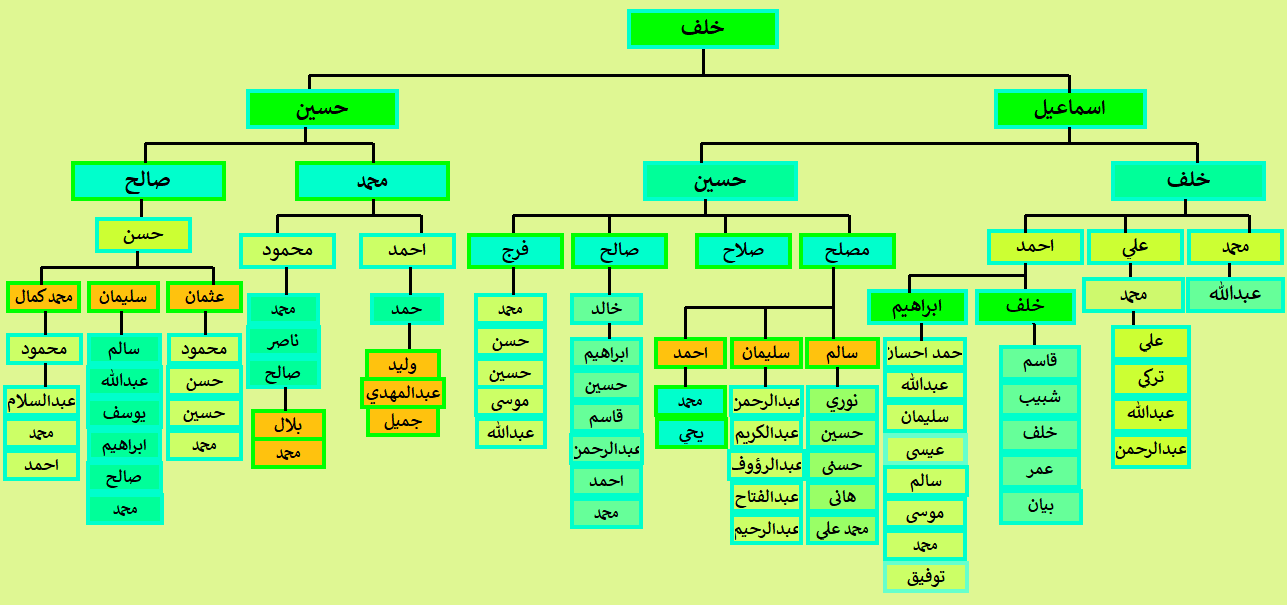 خلف
اسماعيل
حسين
خلف
حسين
محمد
صالح
محمد
علي
احمد
مصلح
صلاح
صالح
فرج
احمد
محمود
حسن
عبدالله
محمد
خلف
ابراهيم
خالد
محمد
حمد
محمد
عثمان
سليمان
محمد كمال
علي
تركي
عبدالله
عبدالرحمن
قاسم
شبيب
خلف
عمر
بيان
حمد احسان
عبدالله
سليمان
عيسى
سالم
موسى
محمد
توفيق
سالم
سليمان
احمد
نوري
حسين
حسنى
هانى
محمد علي
عبدالرحمن
عبدالكريم
عبدالرؤوف
عبدالفتاح
عبدالرحيم
محمد
يحي
ابراهيم
حسين
قاسم
عبدالرحمن
احمد
محمد
حسن
حسين
موسى
عبدالله
وليد
عبدالمهدي
جميل
ناصر
صالح
بلال
محمد
محمود
حسن
حسين
محمد
سالم
عبدالله
يوسف
ابراهيم
صالح
محمد
محمود
عبدالسلام
محمد
احمد